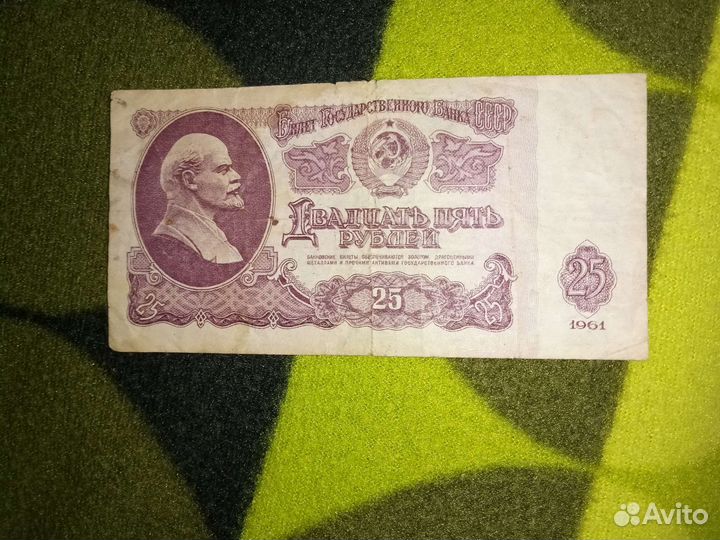 Билет Государственного Банка СССР
Двадцать пять
рублей
БАНКОВСКИЕ БИЛЕТЫ ОБЕСПЕЧИВАЮТСЯ ЗОЛОТОМ, ДРАГОЦЕННЫМИ
МЕТАЛЛАМИ И ПРОЧИМИ АКТИВАМИ ГОСУДАРСТВЕННОГО БАНКА
25
25
25
25
1961
Avito